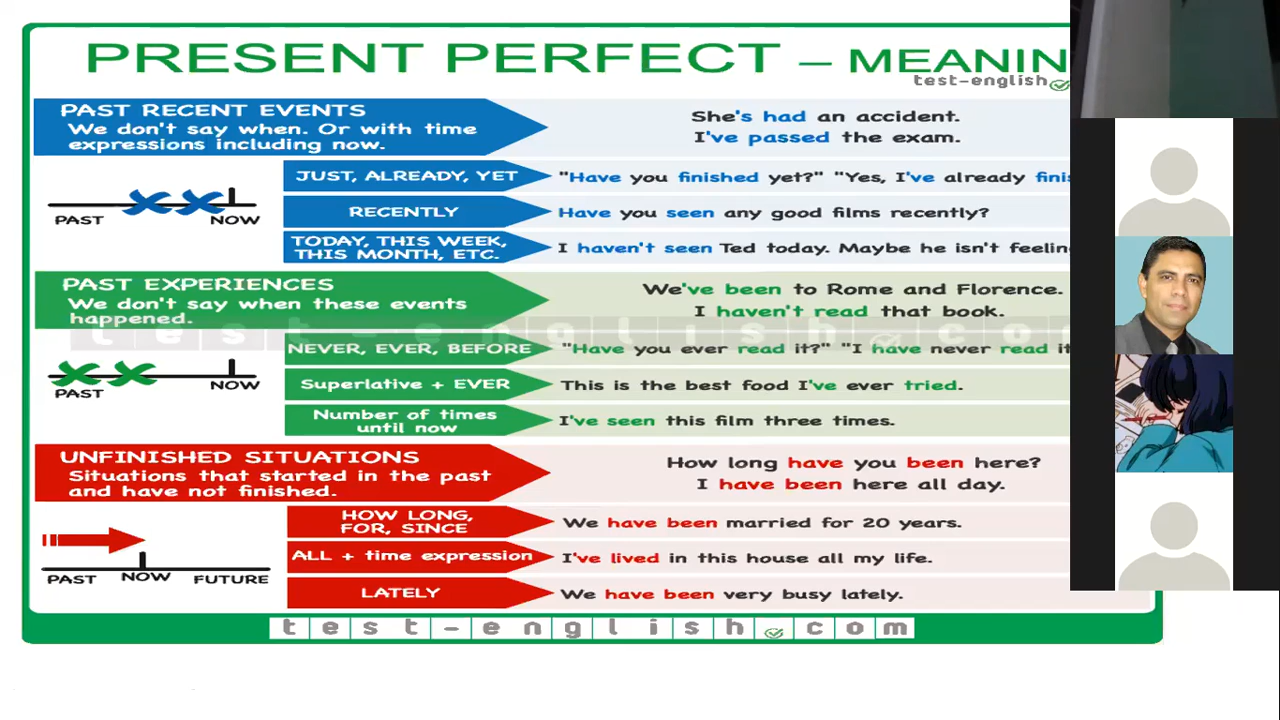 PRESENT PERFECT – MEANIN
test-english
PAST RECENT EVENTS
We don't say when. Or with time
expressions including now.
She's had an accident.
I've passed the exam.
JUST, ALREADY, YET
"Have you finished yet?" "Yes, I've already finis
PAST
NOW
RECENTLY
Have you seen any good films recently?
TODAY, THIS WEEK,
THIS MONTH, ETC.
I haven't seen Ted today. Maybe he isn't feelin
PAST EXPERIENCES
We don't say when these events
happened.
We've been to Rome and Florence.
I haven't read that book.
test-english.co
NEVER, EVER, BEFORE
"Have you ever read it?" "I have never read it
PAST
NOW
Superlative + EVER
This is the best food I've ever tried.
Number of times
until now
I've seen this film three times.
UNFINISHED SITUATIONS
Situations that started in the past
and have not finished.
How long have you been here?
I have been here all day.
HOW LONG,
FOR, SINCE
We have been married for 20 years.
PAST
NOW
FUTURE
ALL + time expression
I've lived in this house all my life.
LATELY
We have been very busy lately.
test-english.com